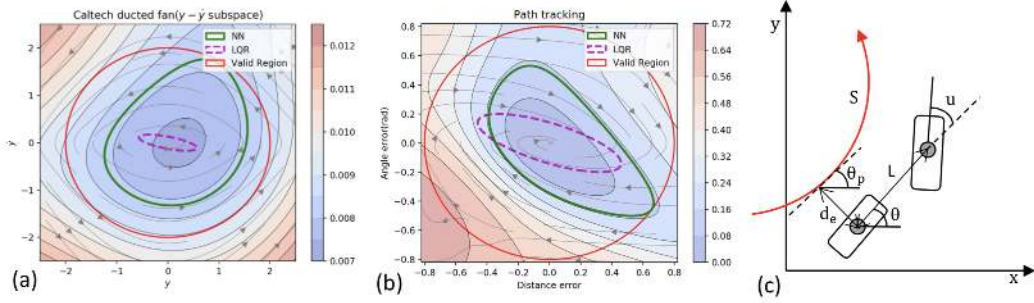 Caltech ducted fan(y − ẏ subspace)
NN
LQR
Valid Region
2
1
0
−1
−2
ẏ
−2
−1
0
1
2
y
0.012
0.011
0.010
0.009
0.008
0.007
(a)
Path tracking
NN
LQR
Valid Region
0.8
0.6
0.4
0.2
0.0
−0.2
−0.4
−0.6
−0.8
Angle error(rad)
−0.8
−0.6
−0.4
−0.2
0.0
0.2
0.4
0.6
0.8
Distance error
0.72
0.64
0.56
0.48
0.40
0.32
0.24
0.16
0.08
0.00
(b)
y
S
u
θp
L
de
θ
x
(c)